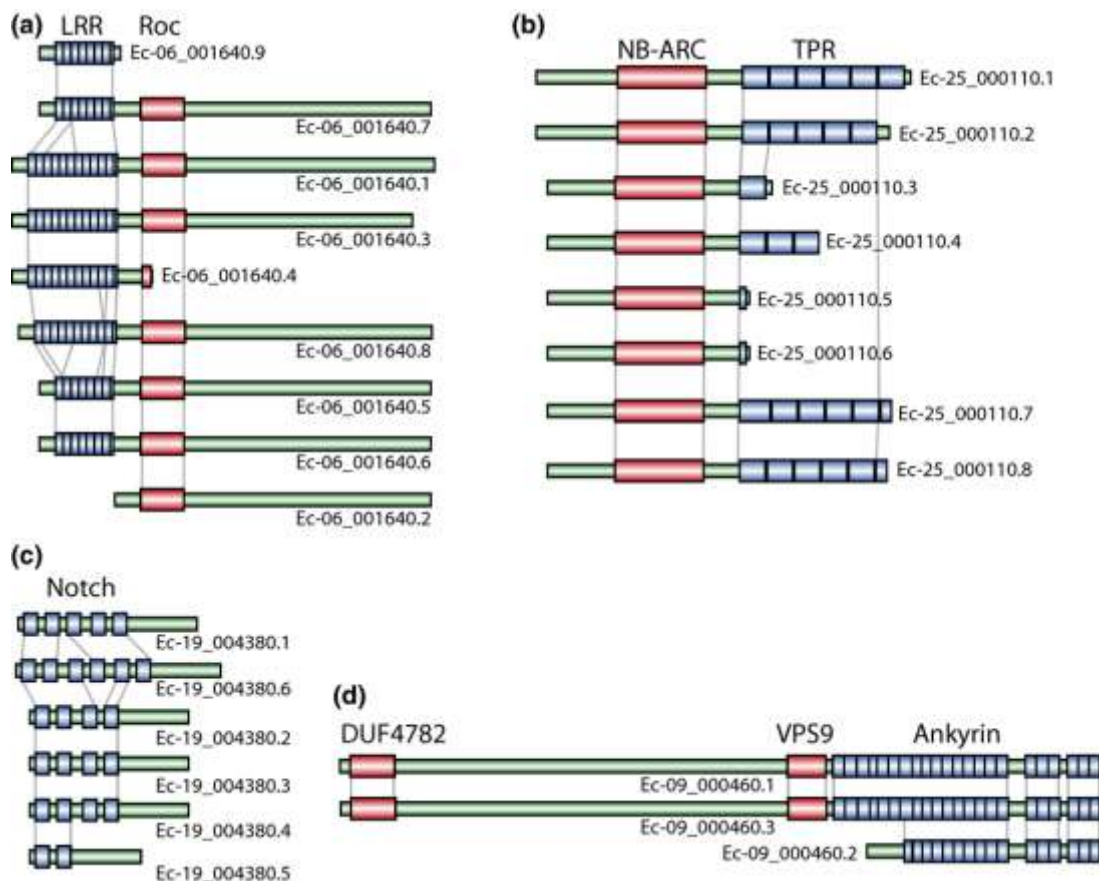 (a)
LRR Roc
Ec-06_001640.9
Ec-06_001640.7
Ec-06_001640.1
Ec-06_001640.3
Ec-06_001640.4
Ec-06_001640.8
Ec-06_001640.5
Ec-06_001640.6
Ec-06_001640.2
(b)
NB-ARC TPR
Ec-25_000110.1
Ec-25_000110.2
Ec-25_000110.3
Ec-25_000110.4
Ec-25_000110.5
Ec-25_000110.6
Ec-25_000110.7
Ec-25_000110.8
(c)
Notch
Ec-19_004380.1
Ec-19_004380.6
Ec-19_004380.2
Ec-19_004380.3
Ec-19_004380.4
Ec-19_004380.5
(d)
DUF4782 VPS9 Ankyrin
Ec-09_000460.1
Ec-09_000460.3
Ec-09_000460.2